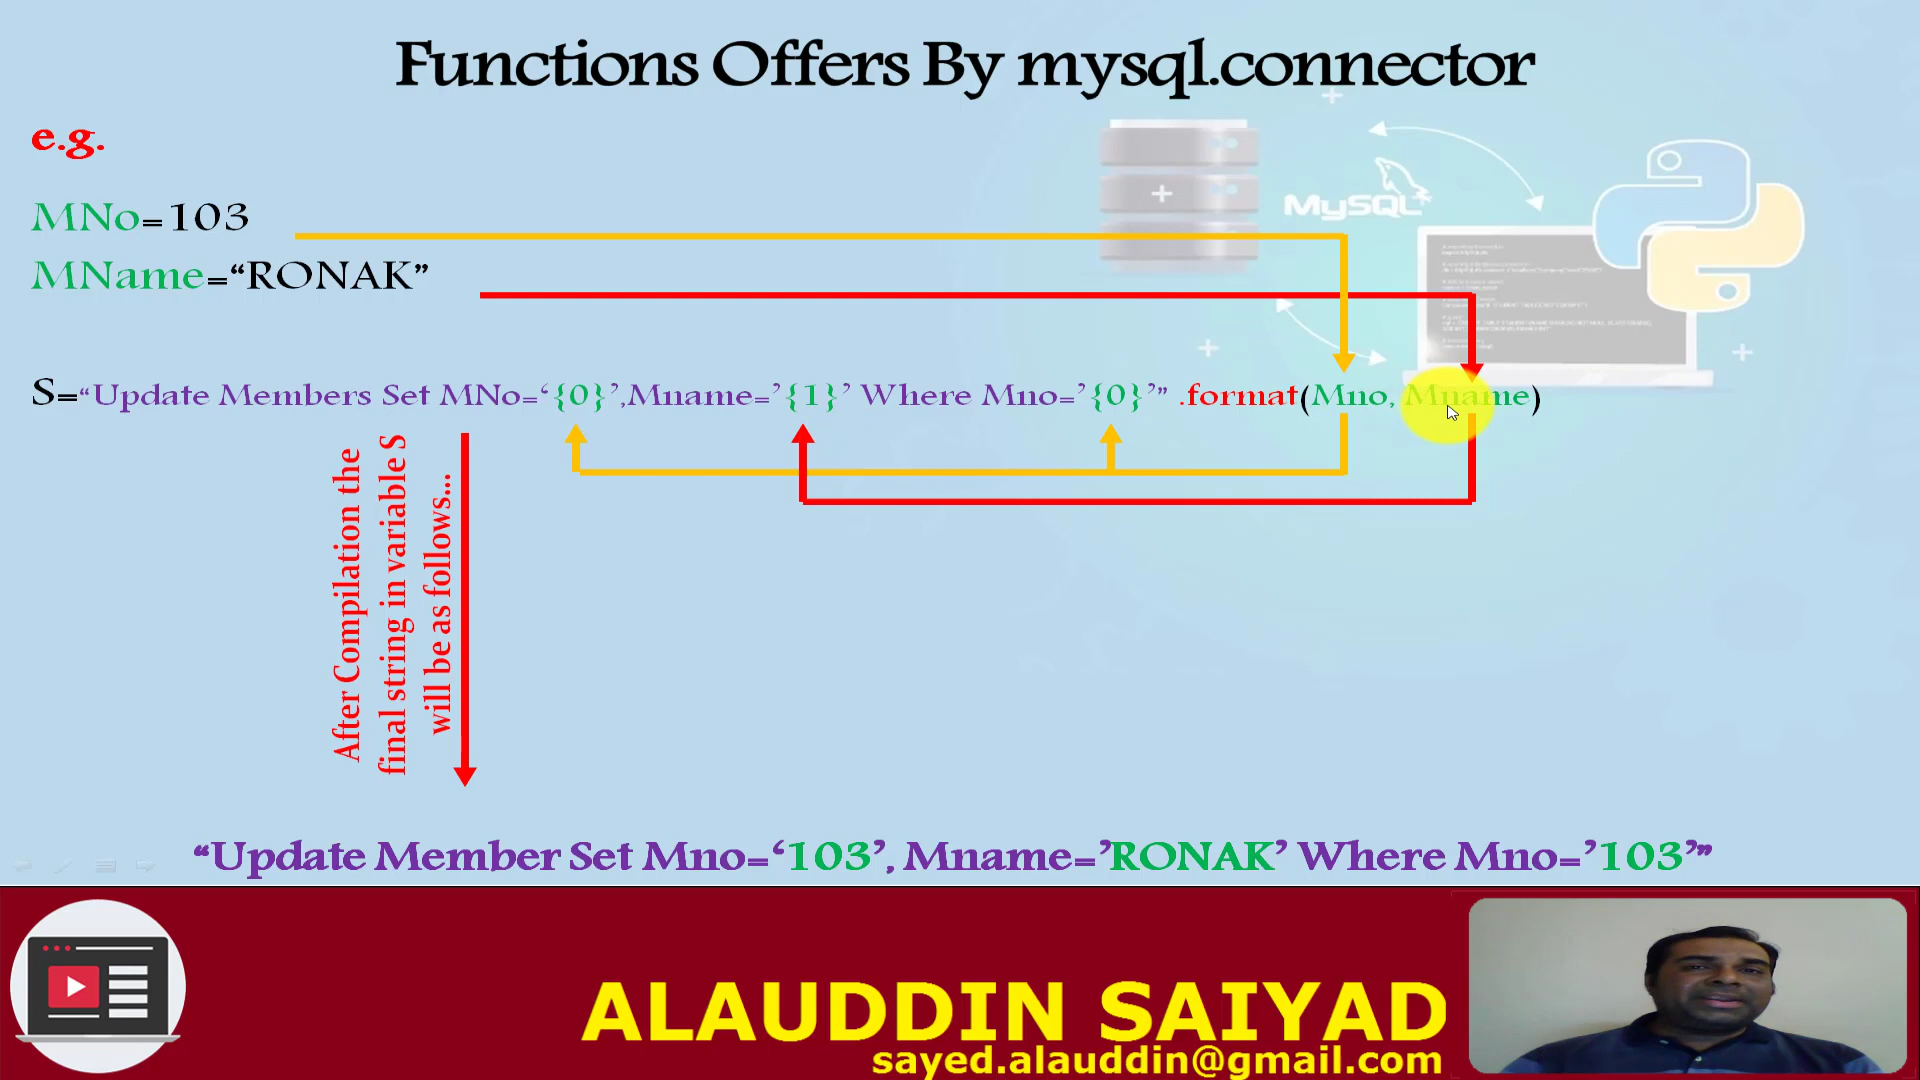 Functions Offers By mysql.connector
e.g.
MNo=103
MName=“RONAK”
MySQL
S=“Update Members Set MNo=‘{0}’,Mname=’{1}’ Where Mno=’{0}’” .format(Mno, Mname)
After Compilation the
final string in variable S
will be as follows...
“Update Member Set Mno=‘103’, Mname=’RONAK’ Where Mno=’103’”
ALAUDDIN SAIYAD
sayed.alauddin@gmail.com